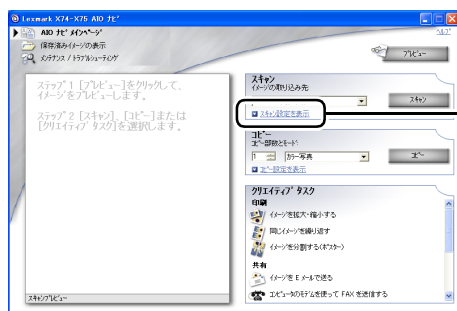 Lexmark X74-X75 AIO ナビ
AIO ナビ メインページ
ヘルプ
保存済みイメージの表示
メンテナンス / トラブルシューティング
プレビュー
ステップ 1 [プレビュー]をクリックして、
イメージをプレビューします。
ステップ 2 [スキャン]、[コピー]または
[クリエイティブ タスク]を選択します。
スキャンプレビュー
スキャン
イメージの取り込み先:
スキャン
スキャン設定を表示
コピー
コピー部数とモード:
1
カラー写真
コピー
コピー設定を表示
クリエイティブ タスク
印刷
イメージを拡大・縮小する
同じイメージを繰り返す
イメージを分割する(ポスター)
共有
イメージを E メールで送る
コンピュータのモデムを使って FAX を送信する